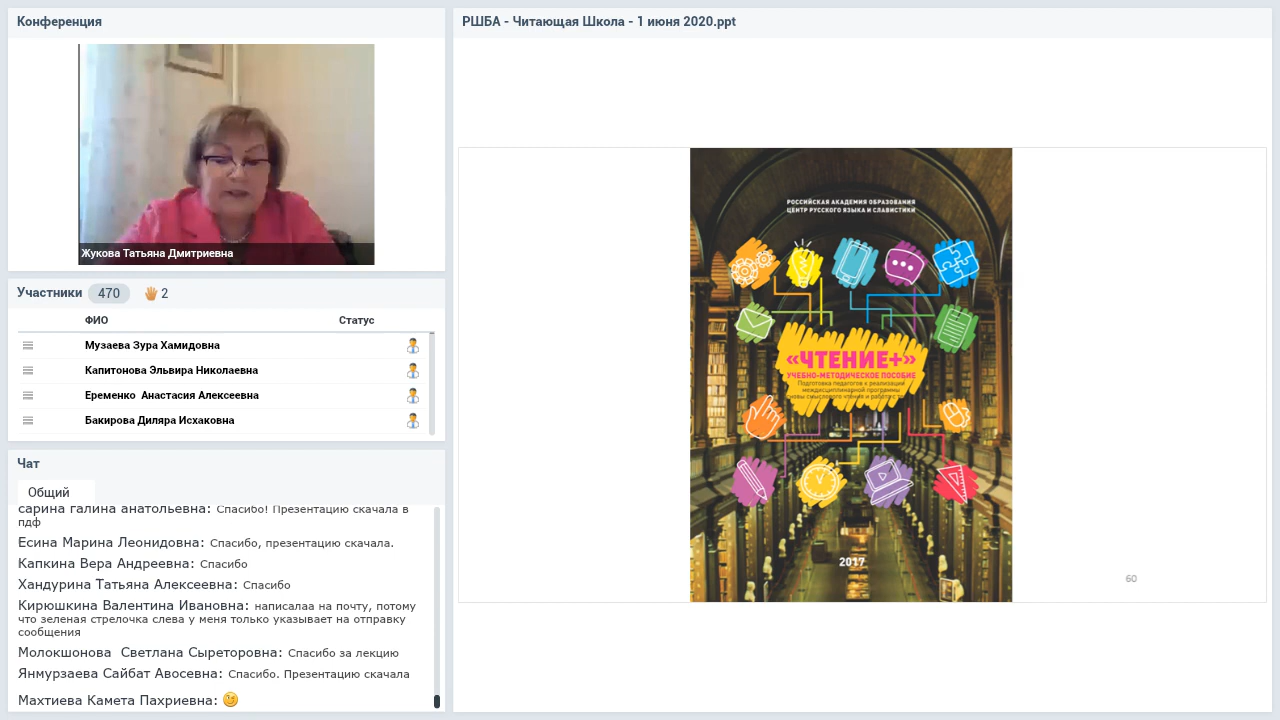 Конференция
Жукова Татьяна Дмитриевна
Участники 470 2
ФИО Статус
Музаева Зура Хамидовна
Капитонова Эльвира Николаевна
Еременко Анастасия Алексеевна
Бакирова Диляра Исхаковна
Чат
Общий
сарина галина анатольевна: Спасибо! Презентацию скачала в
пдф
Есина Марина Леонидовна: Спасибо, презентацию скачала.
Капкина Вера Андреевна: Спасибо
Хандурина Татьяна Алексеевна: Спасибо
Кирюшкина Валентина Ивановна: написалаа на почту, потому
что зеленая стрелочка слева у меня только указывает на отправку
сообщения
Молокшонова Светлана Сыреторовна: Спасибо за лекцию
Янмурзаева Сайбат Авосевна: Спасибо. Презентацию скачала
Махтиева Камета Пахриевна:
РШБА - Читающая Школа - 1 июня 2020.ppt
РОССИЙСКАЯ АКАДЕМИЯ ОБРАЗОВАНИЯ
ЦЕНТР РУССКОГО ЯЗЫКА И СЛАВИСТИКИ
«ЧТЕНИЕ+»
УЧЕБНО-МЕТОДИЧЕСКОЕ ПОСОБИЕ
Подготовка педагогов к реализации
междисциплинарной программы
смыслового чтения и
2017
60